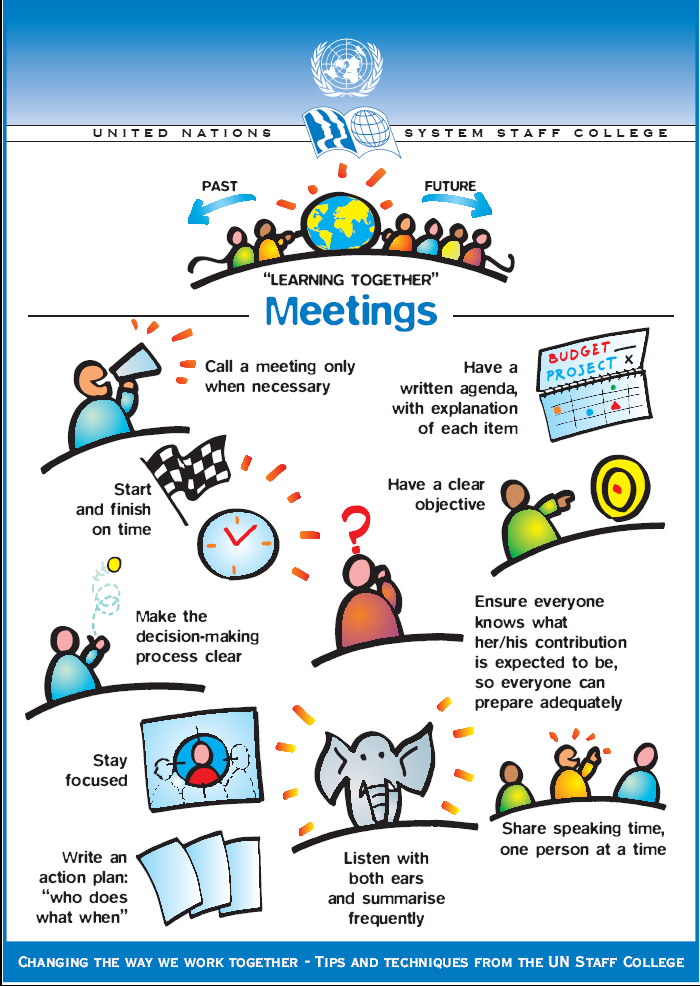 UNITED NATIONS SYSTEM STAFF COLLEGE
PAST
FUTURE
"LEARNING TOGETHER"
Meetings
Call a meeting only
when necessary
BUDGET
PROJECT X
Have a
written agenda,
with explanation
of each item
Start
and finish
on time
Have a clear
objective
?
Make the
decision-making
process clear
Ensure everyone
knows what
her/his contribution
is expected to be,
so everyone can
prepare adequately
Stay
focused
Listen with
both ears
and summarise
frequently
Share speaking time,
one person at a time
Write an
action plan:
"who does
what when"
CHANGING THE WAY WE WORK TOGETHER - TIPS AND TECHNIQUES FROM THE UN STAFF COLLEGE